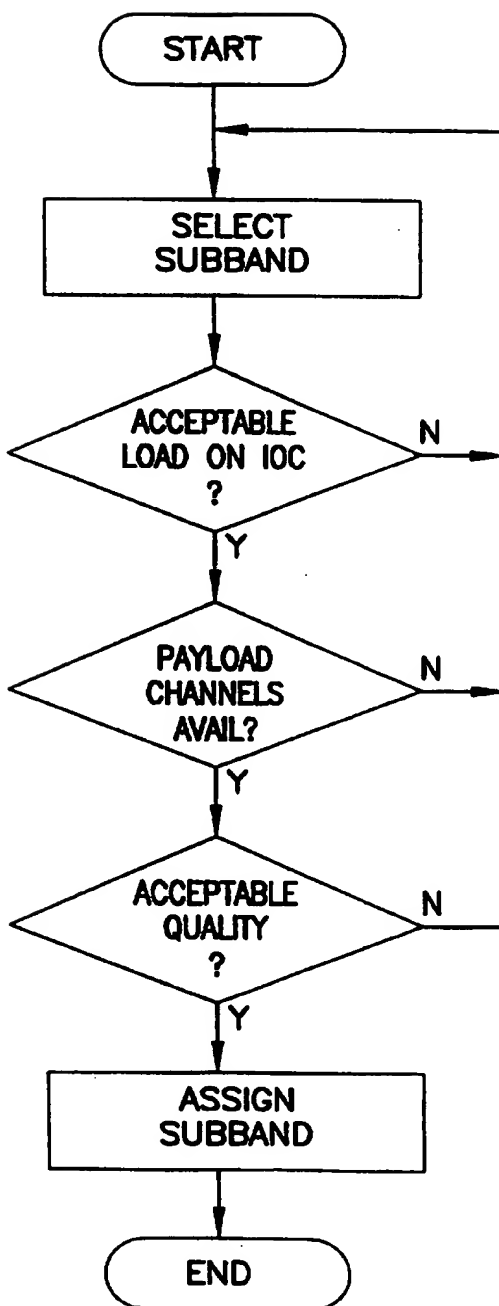 START
SELECT
SUBBAND
ACCEPTABLE
LOAD ON IOC
?
N
Y
PAYLOAD
CHANNELS
AVAIL?
N
Y
ACCEPTABLE
QUALITY
?
N
Y
ASSIGN
SUBBAND
END